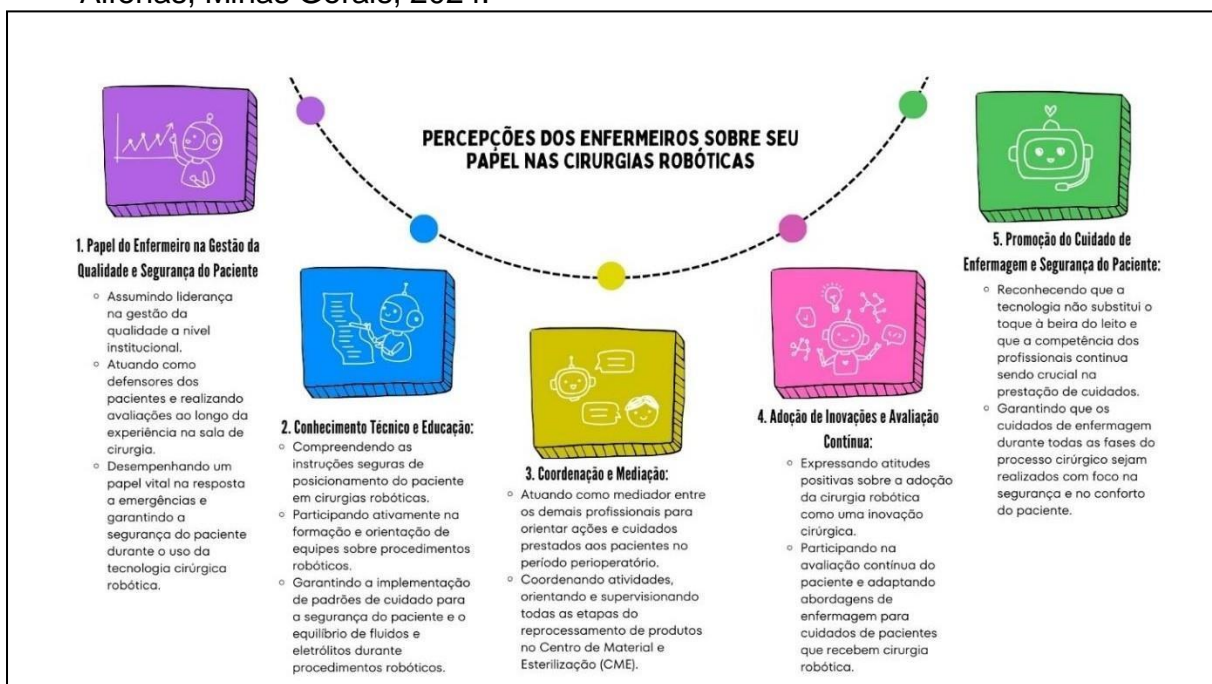 Alfenas, Minas Gerais, 2024.
PERCEPÇÕES DOS ENFERMEIROS SOBRE SEU
PAPEL NAS CIRURGIAS ROBÓTICAS
1. Papel do Enfermeiro na Gestão da
Qualidade e Segurança do Paciente
Assumindo liderança
na gestão da
qualidade a nível
institucional.
Atuando como
defensores dos
pacientes e realizando
avaliações ao longo da
experiência na sala de
cirurgia.
Desempenhando um
papel vital na resposta
a emergências e
garantindo a
segurança do paciente
durante o uso da
tecnologia cirúrgica
robótica.
2. Conhecimento Técnico e Educação:
Compreendendo as
instruções seguras de
posicionamento do paciente
em cirurgias robóticas.
Participando ativamente na
formação e orientação de
equipes sobre procedimentos
robóticos.
Garantindo a implementação
de padrões de cuidado para
a segurança do paciente e o
equilíbrio de fluidos e
eletrólitos durante
procedimentos robóticos.
3. Coordenação e Mediação:
Atuando como mediador entre
os demais profissionais para
orientar ações e cuidados
prestados aos pacientes no
período perioperatório.
Coordenando atividades,
orientando e supervisionando
todas as etapas do
reprocessamento de produtos
no Centro de Material e
Esterilização (CME).
4. Adoção de Inovações e Avaliação
Contínua:
Expressando atitudes
positivas sobre a adoção
da cirurgia robótica
como uma inovação
cirúrgica.
Participando na
avaliação contínua do
paciente e adaptando
abordagens de
enfermagem para
cuidados de pacientes
que recebem cirurgia
robótica.
5. Promoção do Cuidado de
Enfermagem e Segurança do Paciente:
Reconhecendo que a
tecnologia não substitui o
toque à beira do leito e
que a competência dos
profissionais continua
sendo crucial na
prestação de cuidados.
Garantindo que os
cuidados de enfermagem
durante todas as fases do
processo cirúrgico sejam
realizados com foco na
segurança e no conforto
do paciente.